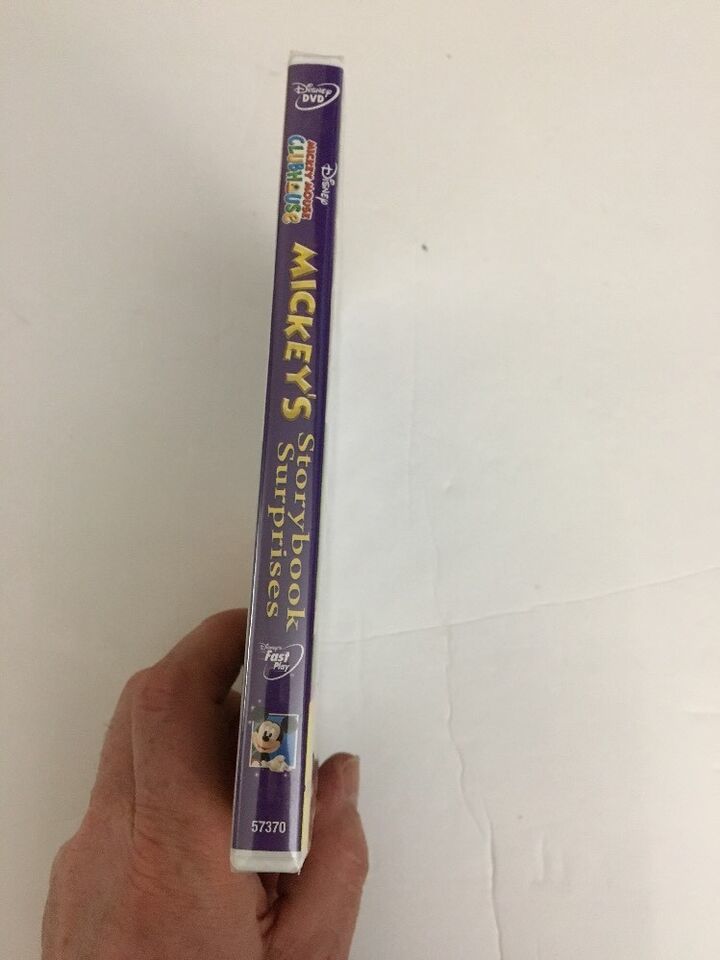 Disney
DVD
Disney
MICKEY MOUSE
CLUBHOUSE
MICKEY'S
Storybook
Surprises
Disney's
Fast
Play
57370